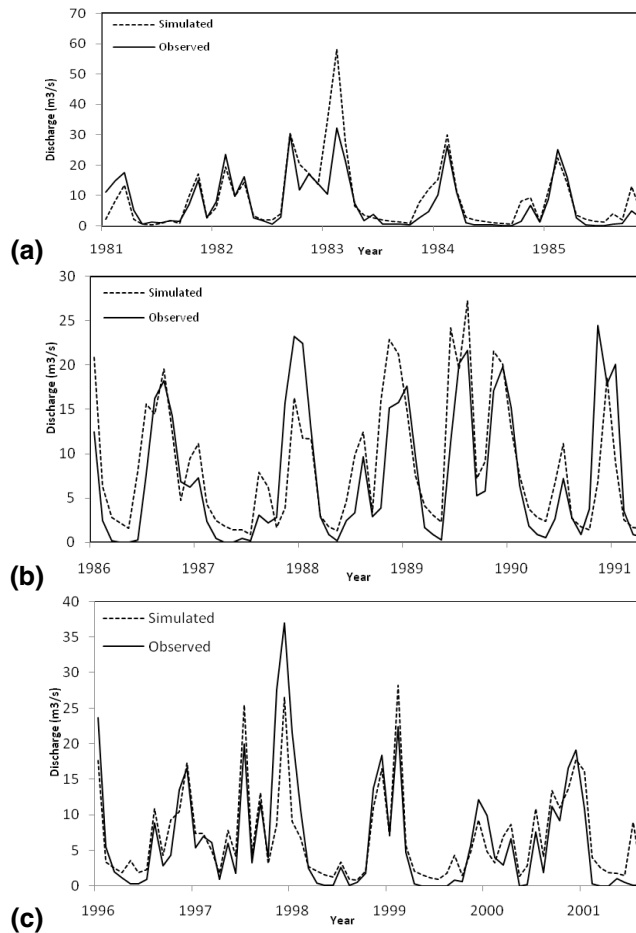 70
60
50
40
30
20
10
0
Discharge (m3/s)
Simulated
Observed
1981 1982 1983 1984 1985
Year
(a)
30
25
20
15
10
5
0
Discharge (m3/s)
Simulated
Observed
1986 1987 1988 1989 1990 1991
Year
(b)
40
35
30
25
20
15
10
5
0
Discharge (m3/s)
Simulated
Observed
1996 1997 1998 1999 2000 2001
Year
(c)